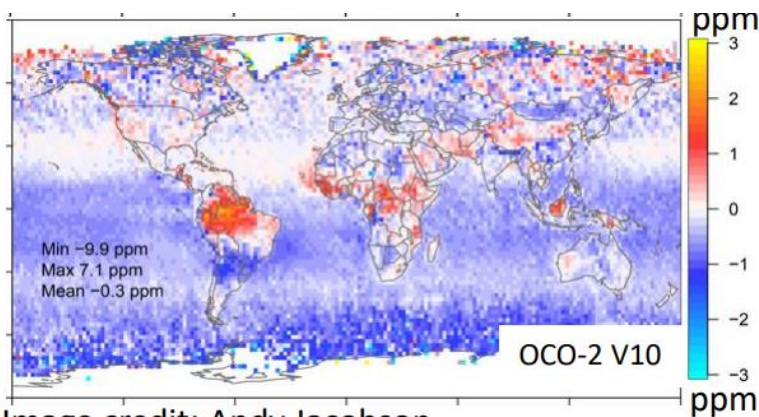 ppm
3
2
1
0
−1
−2
−3
Min −9.9 ppm
Max 7.1 ppm
Mean −0.3 ppm
OCO-2 V10
ppm
Image credit: Andy Jacobson